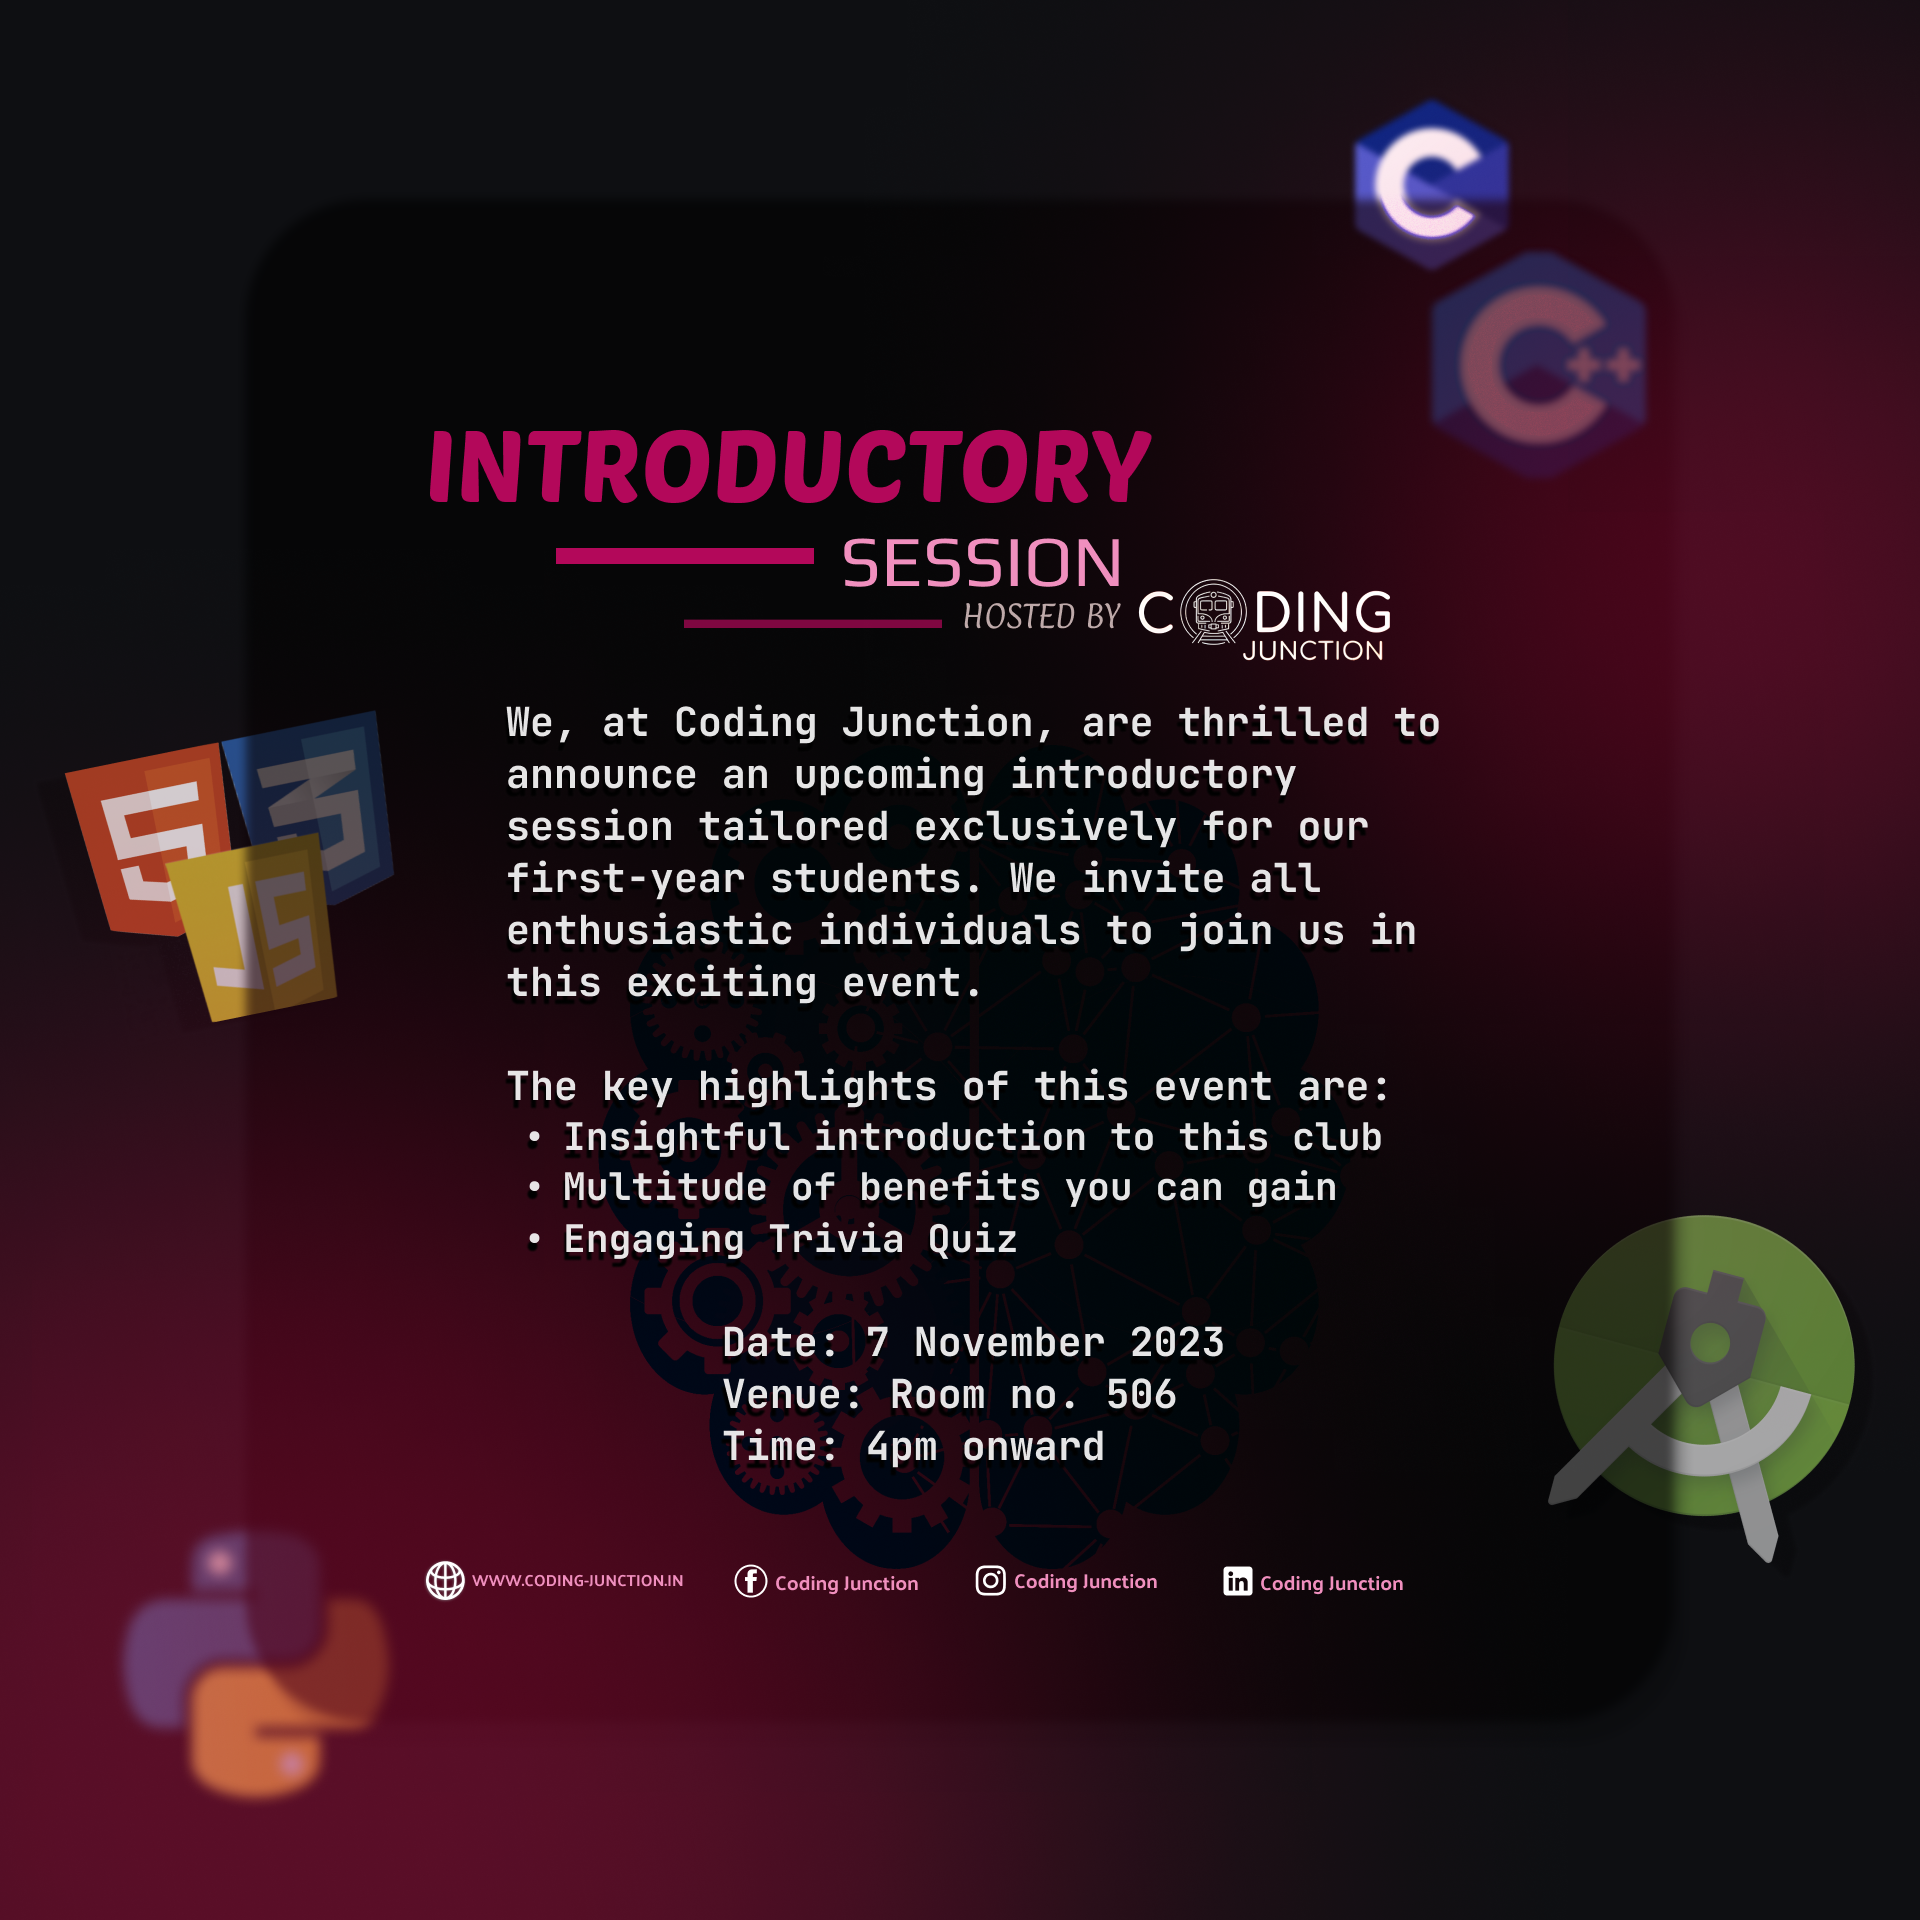 C
C++
INTRODUCTORY
SESSION
HOSTED BY CODING
JUNCTION
We, at Coding Junction, are thrilled to
announce an upcoming introductory
session tailored exclusively for our
first-year students. We invite all
enthusiastic individuals to join us in
this exciting event.
5
3
JS
The key highlights of this event are:
• Insightful introduction to this club
• Multitude of benefits you can gain
• Engaging Trivia Quiz
Date: 7 November 2023
Venue: Room no. 506
Time: 4pm onward
WWW.CODING-JUNCTION.IN
f Coding Junction
Coding Junction
in Coding Junction